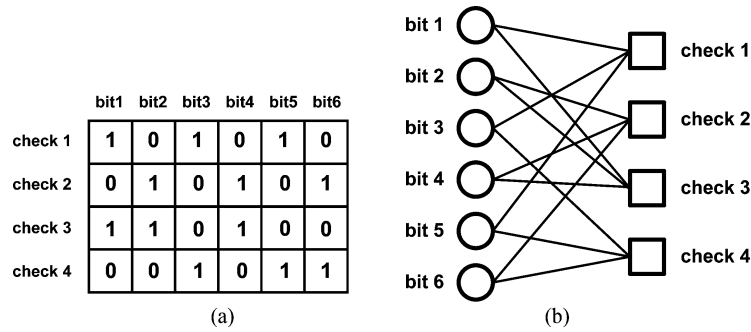 bit1 bit2 bit3 bit4 bit5 bit6
check 1 1 0 1 0 1 0
check 2 0 1 0 1 0 1
check 3 1 1 0 1 0 0
check 4 0 0 1 0 1 1
(a)
bit 1
bit 2
bit 3
bit 4
bit 5
bit 6
check 1
check 2
check 3
check 4
(b)